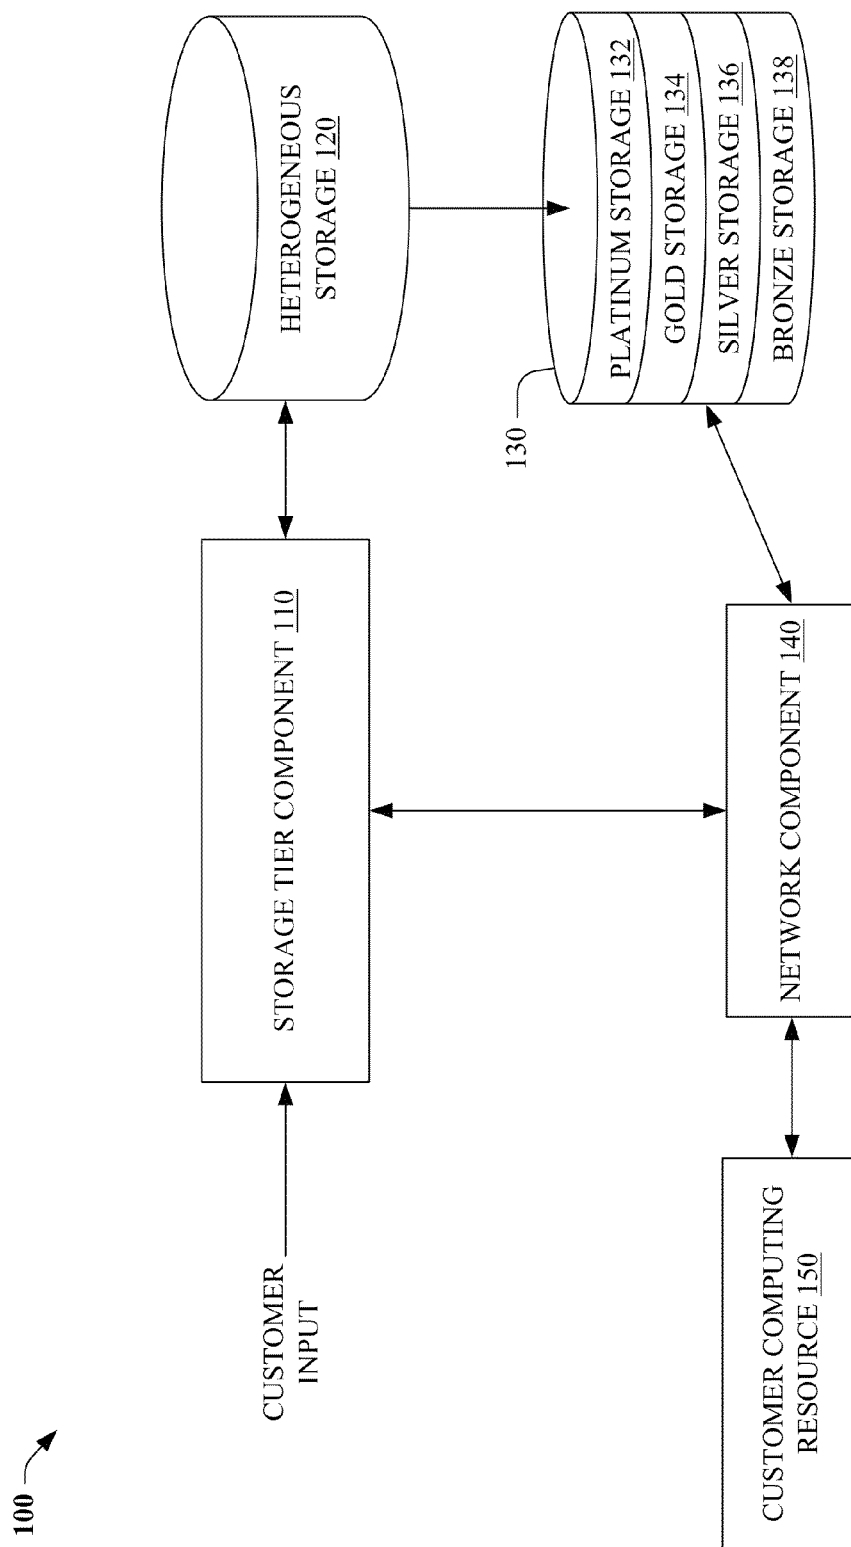 100
CUSTOMER
INPUT
STORAGE TIER COMPONENT 110
HETEROGENEOUS
STORAGE 120
130
PLATINUM STORAGE 132
GOLD STORAGE 134
SILVER STORAGE 136
BRONZE STORAGE 138
CUSTOMER COMPUTING
RESOURCE 150
NETWORK COMPONENT 140